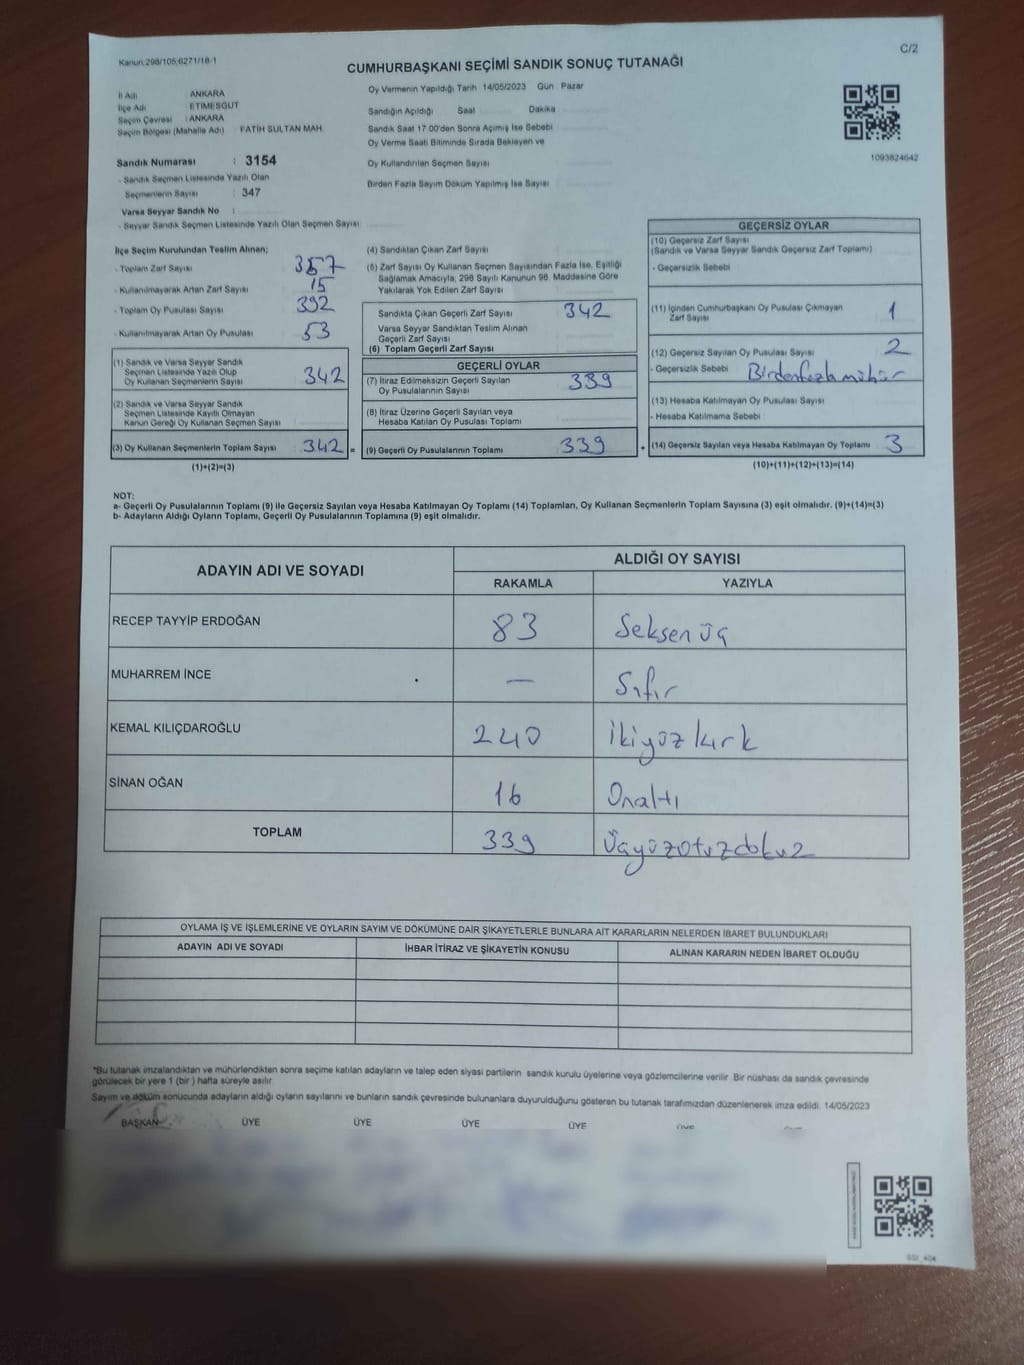 Kanun 298/105,6271/18-1
C/2
CUMHURBAŞKANI SEÇİMİ SANDIK SONUÇ TUTANAĞI
İl Adı ANKARA
İlçe Adı ETİMESGUT
Seçim Çevresi : ANKARA
Seçim Bölgesi (Mahalle Adı) : FATİH SULTAN MAH.
Sandık Numarası : 3154
- Sandık Seçmen Listesinde Yazılı Olan
Seçmenlerin Sayısı : 347
Varsa Seyyar Sandık No :
- Seyyar Sandık Seçmen Listesinde Yazılı Olan Seçmen Sayısı
Oy Vermenin Yapıldığı Tarih 14/05/2023 Gün Pazar
Sandığın Açıldığı Saat Dakika
Sandık Saat 17.00'den Sonra Açılmış İse Sebebi
Oy Verme Saati Bitiminde Sırada Bekleyen ve
Oy Kullandırılan Seçmen Sayısı
Birden Fazla Sayım Döküm Yapılmış İse Sayısı
1093824642
İlçe Seçim Kurulundan Teslim Alınan;
- Toplam Zarf Sayısı 357
- Kullanılmayarak Artan Zarf Sayısı 15
- Toplam Oy Pusulası Sayısı 392
- Kullanılmayarak Artan Oy Pusulası 53
(1) Sandık ve Varsa Seyyar Sandık
Seçmen Listesinde Yazılı Olup
Oy Kullanan Seçmenlerin Sayısı 342
(2) Sandık ve Varsa Seyyar Sandık
Seçmen Listesinde Kayıtlı Olmayan
Kanun Gereği Oy Kullanan Seçmen Sayısı
(3) Oy Kullanan Seçmenlerin Toplam Sayısı 342 =
(1)+(2)=(3)
(4) Sandıktan Çıkan Zarf Sayısı
(5) Zarf Sayısı Oy Kullanan Seçmen Sayısından Fazla İse, Eşitliği
Sağlamak Amacıyla, 298 Sayılı Kanunun 98. Maddesine Göre
Yakılarak Yok Edilen Zarf Sayısı
Sandıkta Çıkan Geçerli Zarf Sayısı 342
Varsa Seyyar Sandıktan Teslim Alınan
Geçerli Zarf Sayısı
(6) Toplam Geçerli Zarf Sayısı
GEÇERLİ OYLAR
(7) İtiraz Edilmeksizin Geçerli Sayılan
Oy Pusulalarının Sayısı 339
(8) İtiraz Üzerine Geçerli Sayılan veya
Hesaba Katılan Oy Pusulası Toplamı
(9) Geçerli Oy Pusulalarının Toplamı 339 +
GEÇERSİZ OYLAR
(10) Geçersiz Zarf Sayısı
(Sandık ve Varsa Seyyar Sandık Geçersiz Zarf Toplamı)
- Geçersizlik Sebebi
(11) İçinden Cumhurbaşkanı Oy Pusulası Çıkmayan
Zarf Sayısı 1
(12) Geçersiz Sayılan Oy Pusulası Sayısı 2
- Geçersizlik Sebebi Birdenfazla mühür
(13) Hesaba Katılmayan Oy Pusulası Sayısı
- Hesaba Katılmama Sebebi
(14) Geçersiz Sayılan veya Hesaba Katılmayan Oy Toplamı 3
(10)+(11)+(12)+(13)=(14)
NOT:
a- Geçerli Oy Pusulalarının Toplamı (9) ile Geçersiz Sayılan veya Hesaba Katılmayan Oy Toplamı (14) Toplamları, Oy Kullanan Seçmenlerin Toplam Sayısına (3) eşit olmalıdır. (9)+(14)=(3)
b- Adayların Aldığı Oyların Toplamı, Geçerli Oy Pusulalarının Toplamına (9) eşit olmalıdır.
ADAYIN ADI VE SOYADI
ALDIĞI OY SAYISI
RAKAMLA YAZIYLA
RECEP TAYYİP ERDOĞAN 83 Seksenüç
MUHARREM İNCE — Sıfır
KEMAL KILIÇDAROĞLU 240 İkiyüzkırk
SİNAN OĞAN 16 Onaltı
TOPLAM 339 Üçyüzotuzdokuz
OYLAMA İŞ VE İŞLEMLERİNE VE OYLARIN SAYIM VE DÖKÜMÜNE DAİR ŞİKAYETLERLE BUNLARA AİT KARARLARIN NELERDEN İBARET BULUNDUKLARI
ADAYIN ADI VE SOYADI İHBAR İTİRAZ VE ŞİKAYETİN KONUSU ALINAN KARARIN NEDEN İBARET OLDUĞU
*Bu tutanak imzalandıktan ve mühürlendikten sonra seçime katılan adayların ve talep eden siyasi partilerin sandık kurulu üyelerine veya gözlemcilerine verilir. Bir nüshası da sandık çevresinde
görülecek bir yere 1 (bir) hafta süreyle asılır.
Sayım ve döküm sonucunda adayların aldığı oyların sayılarını ve bunların sandık çevresinde bulunanlara duyurulduğunu gösteren bu tutanak tarafımızdan düzenlenerek imza edildi. 14/05/2023
BAŞKAN ÜYE ÜYE ÜYE ÜYE